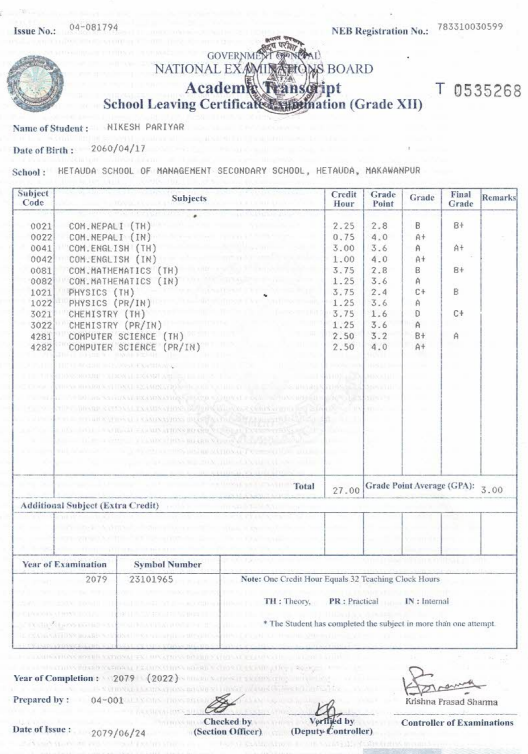 Issue No.: 04-081794
NEB Registration No.: 783310030599
GOVERNMENT OF NEPAL
NATIONAL EXAMINATIONS BOARD
Academic Transcript
T 0535268
School Leaving Certificate Examination (Grade XII)
Name of Student : NIKESH PARIYAR
Date of Birth : 2060/04/17
School : HETAUDA SCHOOL OF MANAGEMENT SECONDARY SCHOOL, HETAUDA, MAKAWANPUR
Subject Code Subjects Credit Hour Grade Point Grade Final Grade Remarks
0021 COM.NEPALI (TH) 2.25 2.8 B B+
0022 COM.NEPALI (IN) 0.75 4.0 A+
0041 COM.ENGLISH (TH) 3.00 3.6 A A+
0042 COM.ENGLISH (IN) 1.00 4.0 A+
0081 COM.MATHEMATICS (TH) 3.75 2.8 B B+
0082 COM.MATHEMATICS (IN) 1.25 3.6 A
1021 PHYSICS (TH) 3.75 2.4 C+ B
1022 PHYSICS (PR/IN) 1.25 3.6 A
3021 CHEMISTRY (TH) 3.75 1.6 D C+
3022 CHEMISTRY (PR/IN) 1.25 3.6 A
4281 COMPUTER SCIENCE (TH) 2.50 3.2 B+ A
4282 COMPUTER SCIENCE (PR/IN) 2.50 4.0 A+
Total 27.00 Grade Point Average (GPA): 3.00
Additional Subject (Extra Credit)
Year of Examination Symbol Number
2079 23101965
Note: One Credit Hour Equals 32 Teaching Clock Hours
TH : Theory, PR : Practical IN : Internal
* The Student has completed the subject in more than one attempt.
Year of Completion : 2079 (2022)
Prepared by : 04-001
Krishna Prasad Sharma
Checked by
(Section Officer)
Verified by
(Deputy Controller)
Controller of Examinations
Date of Issue : 2079/06/24